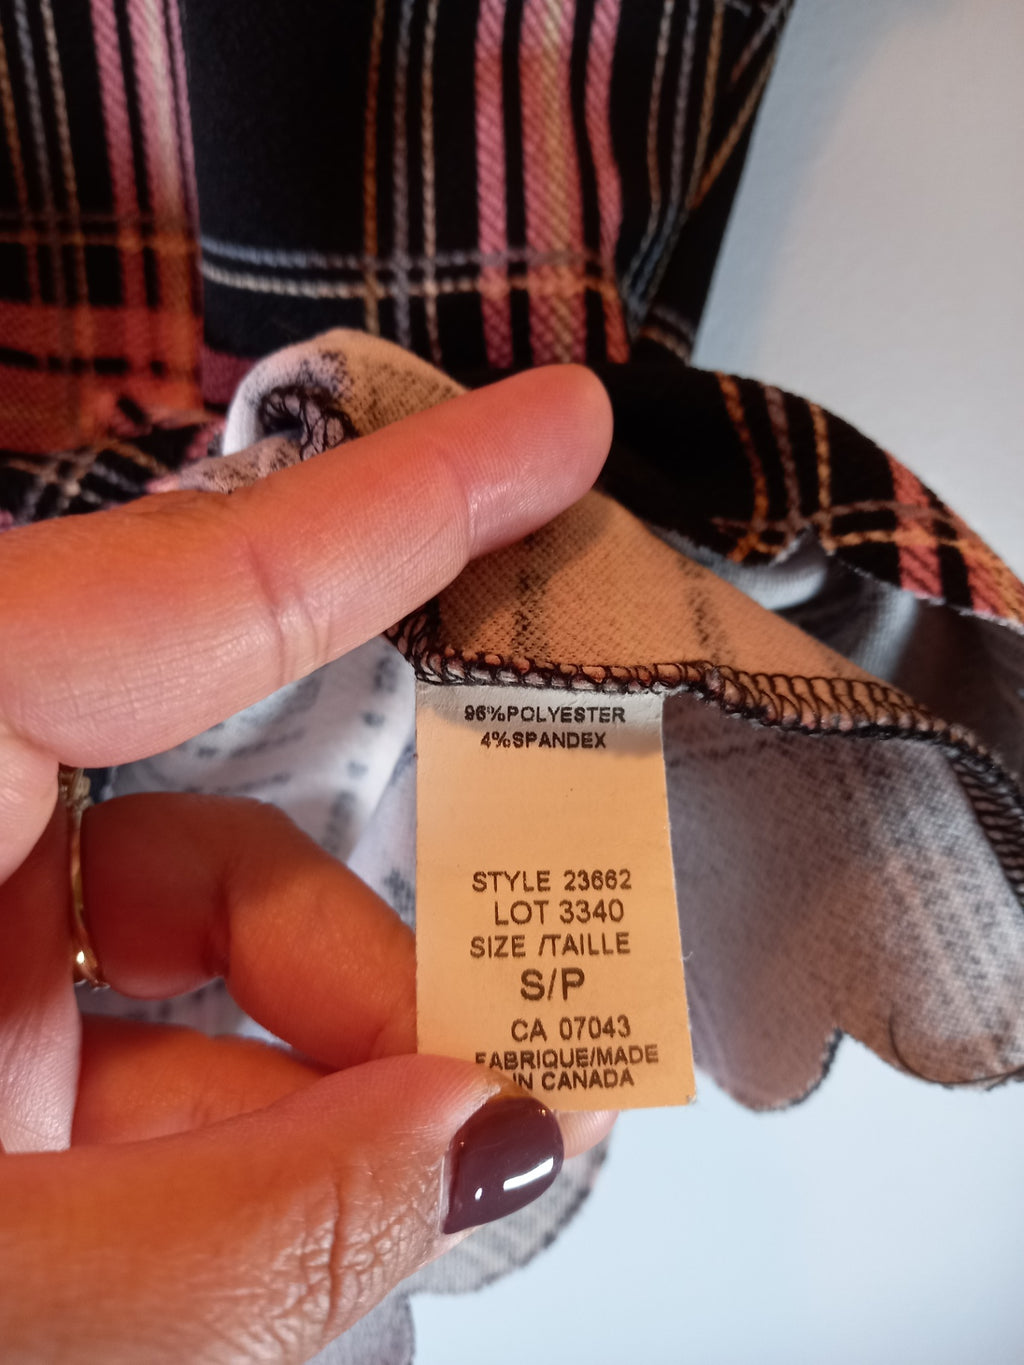 96%POLYESTER
4%SPANDEX
STYLE 23662
LOT 3340
SIZE /TAILLE
S/P
CA 07043
FABRIQUE/MADE
IN CANADA